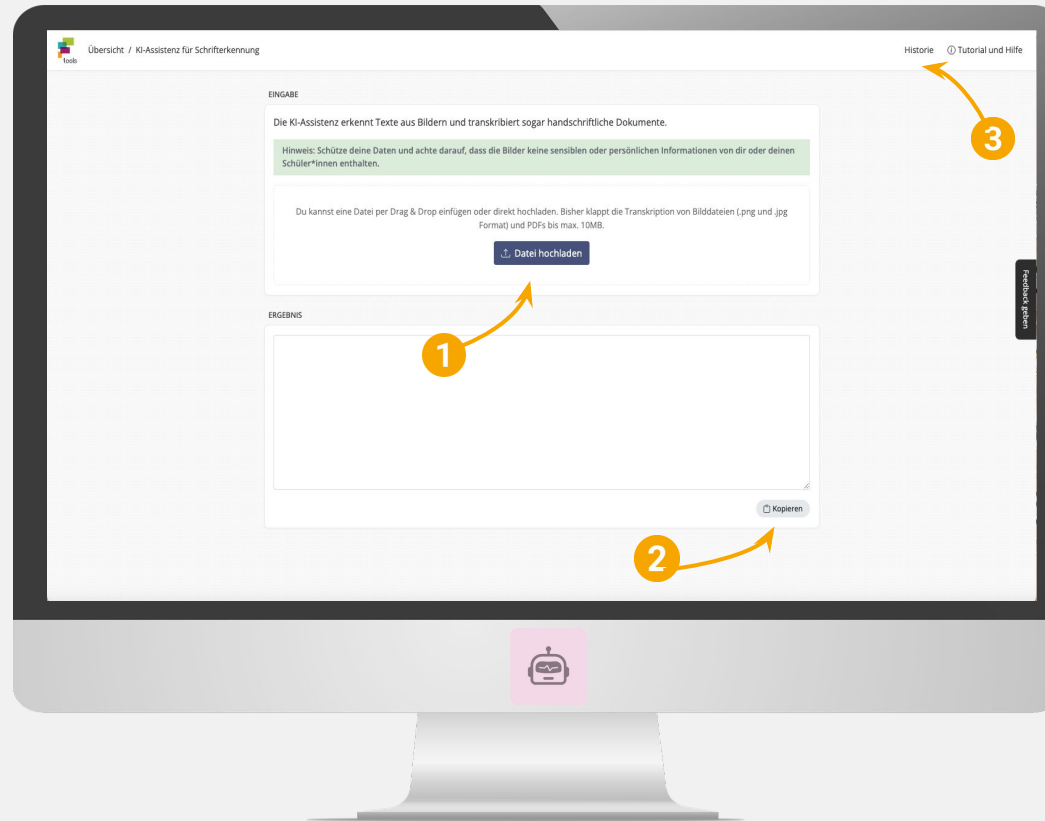 tools
Übersicht / KI-Assistenz für Schrifterkennung
Historie
Tutorial und Hilfe
3
EINGABE
Die KI-Assistenz erkennt Texte aus Bildern und transkribiert sogar handschriftliche Dokumente.
Hinweis: Schütze deine Daten und achte darauf, dass die Bilder keine sensiblen oder persönlichen Informationen von dir oder deinen
Schüler*innen enthalten.
Du kannst eine Datei per Drag & Drop einfügen oder direkt hochladen. Bisher klappt die Transkription von Bilddateien (.png und .jpg
Format) und PDFs bis max. 10MB.
Datei hochladen
Feedback geben
1
ERGEBNIS
Kopieren
2